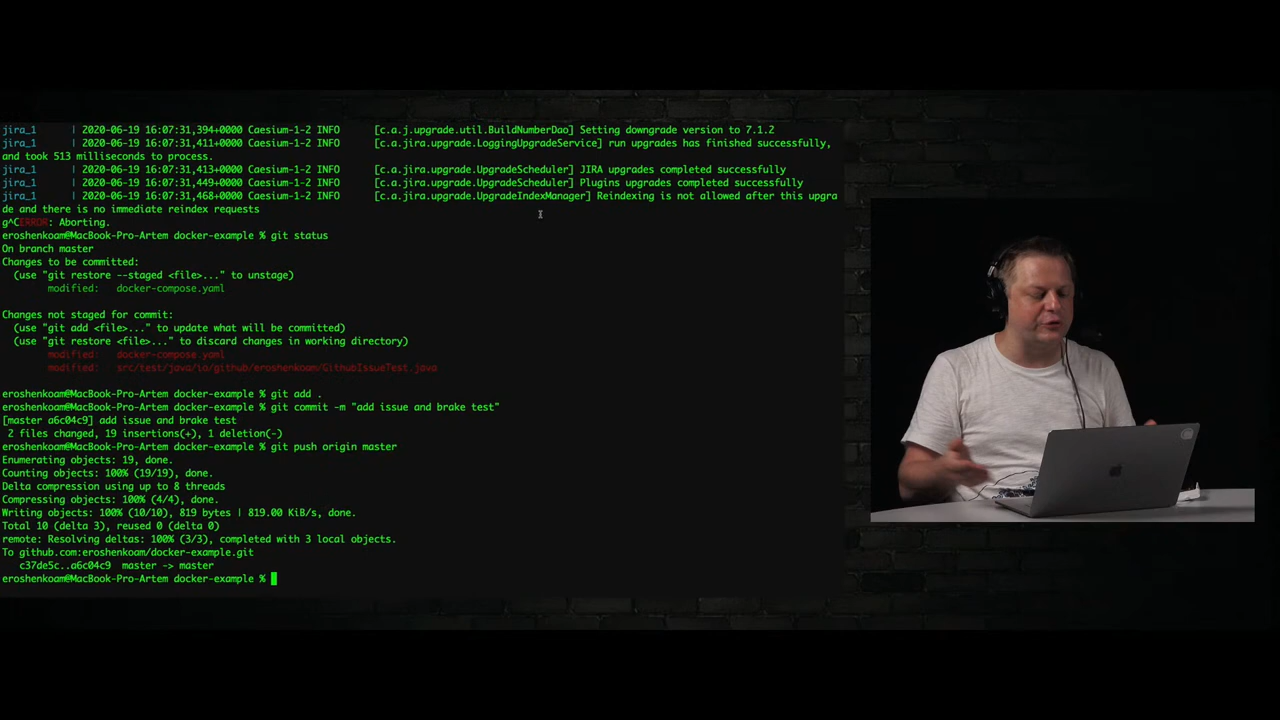 jira_1 | 2020-06-19 16:07:31,394+0000 Caesium-1-2 INFO [c.a.j.upgrade.util.BuildNumberDao] Setting downgrade version to 7.1.2
jira_1 | 2020-06-19 16:07:31,411+0000 Caesium-1-2 INFO [c.a.jira.upgrade.LoggingUpgradeService] run upgrades has finished successfully,
and took 513 milliseconds to process.
jira_1 | 2020-06-19 16:07:31,413+0000 Caesium-1-2 INFO [c.a.jira.upgrade.UpgradeScheduler] JIRA upgrades completed successfully
jira_1 | 2020-06-19 16:07:31,449+0000 Caesium-1-2 INFO [c.a.jira.upgrade.UpgradeScheduler] Plugins upgrades completed successfully
jira_1 | 2020-06-19 16:07:31,468+0000 Caesium-1-2 INFO [c.a.jira.upgrade.UpgradeIndexManager] Reindexing is not allowed after this upgra
de and there is no immediate reindex requests
g^CERROR: Aborting.
eroshenkoam@MacBook-Pro-Artem docker-example % git status
On branch master
Changes to be committed:
(use "git restore --staged <file>..." to unstage)
modified: docker-compose.yaml
Changes not staged for commit:
(use "git add <file>..." to update what will be committed)
(use "git restore <file>..." to discard changes in working directory)
modified: docker-compose.yaml
modified: src/test/java/io/github/eroshenkoam/GithubIssueTest.java
eroshenkoam@MacBook-Pro-Artem docker-example % git add .
eroshenkoam@MacBook-Pro-Artem docker-example % git commit -m "add issue and brake test"
[master a6c04c9] add issue and brake test
2 files changed, 19 insertions(+), 1 deletion(-)
eroshenkoam@MacBook-Pro-Artem docker-example % git push origin master
Enumerating objects: 19, done.
Counting objects: 100% (19/19), done.
Delta compression using up to 8 threads
Compressing objects: 100% (4/4), done.
Writing objects: 100% (10/10), 819 bytes | 819.00 KiB/s, done.
Total 10 (delta 3), reused 0 (delta 0)
remote: Resolving deltas: 100% (3/3), completed with 3 local objects.
To github.com:eroshenkoam/docker-example.git
c37de5c..a6c04c9 master -> master
eroshenkoam@MacBook-Pro-Artem docker-example %